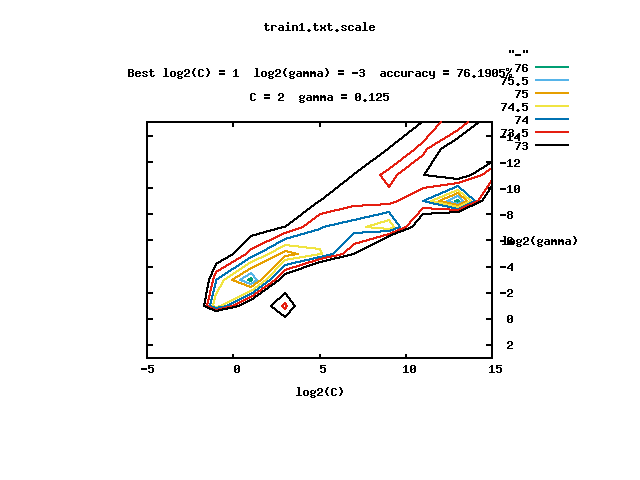 train1.txt.scale
"-"
Best log2(C) = 1 log2(gamma) = -3 accuracy = 76.1905%
C = 2 gamma = 0.125
76
75.5
75
74.5
74
73.5
73
-14
-12
-10
-8
-6
log2(gamma)
-4
-2
0
2
-5 0 5 10 15
log2(C)